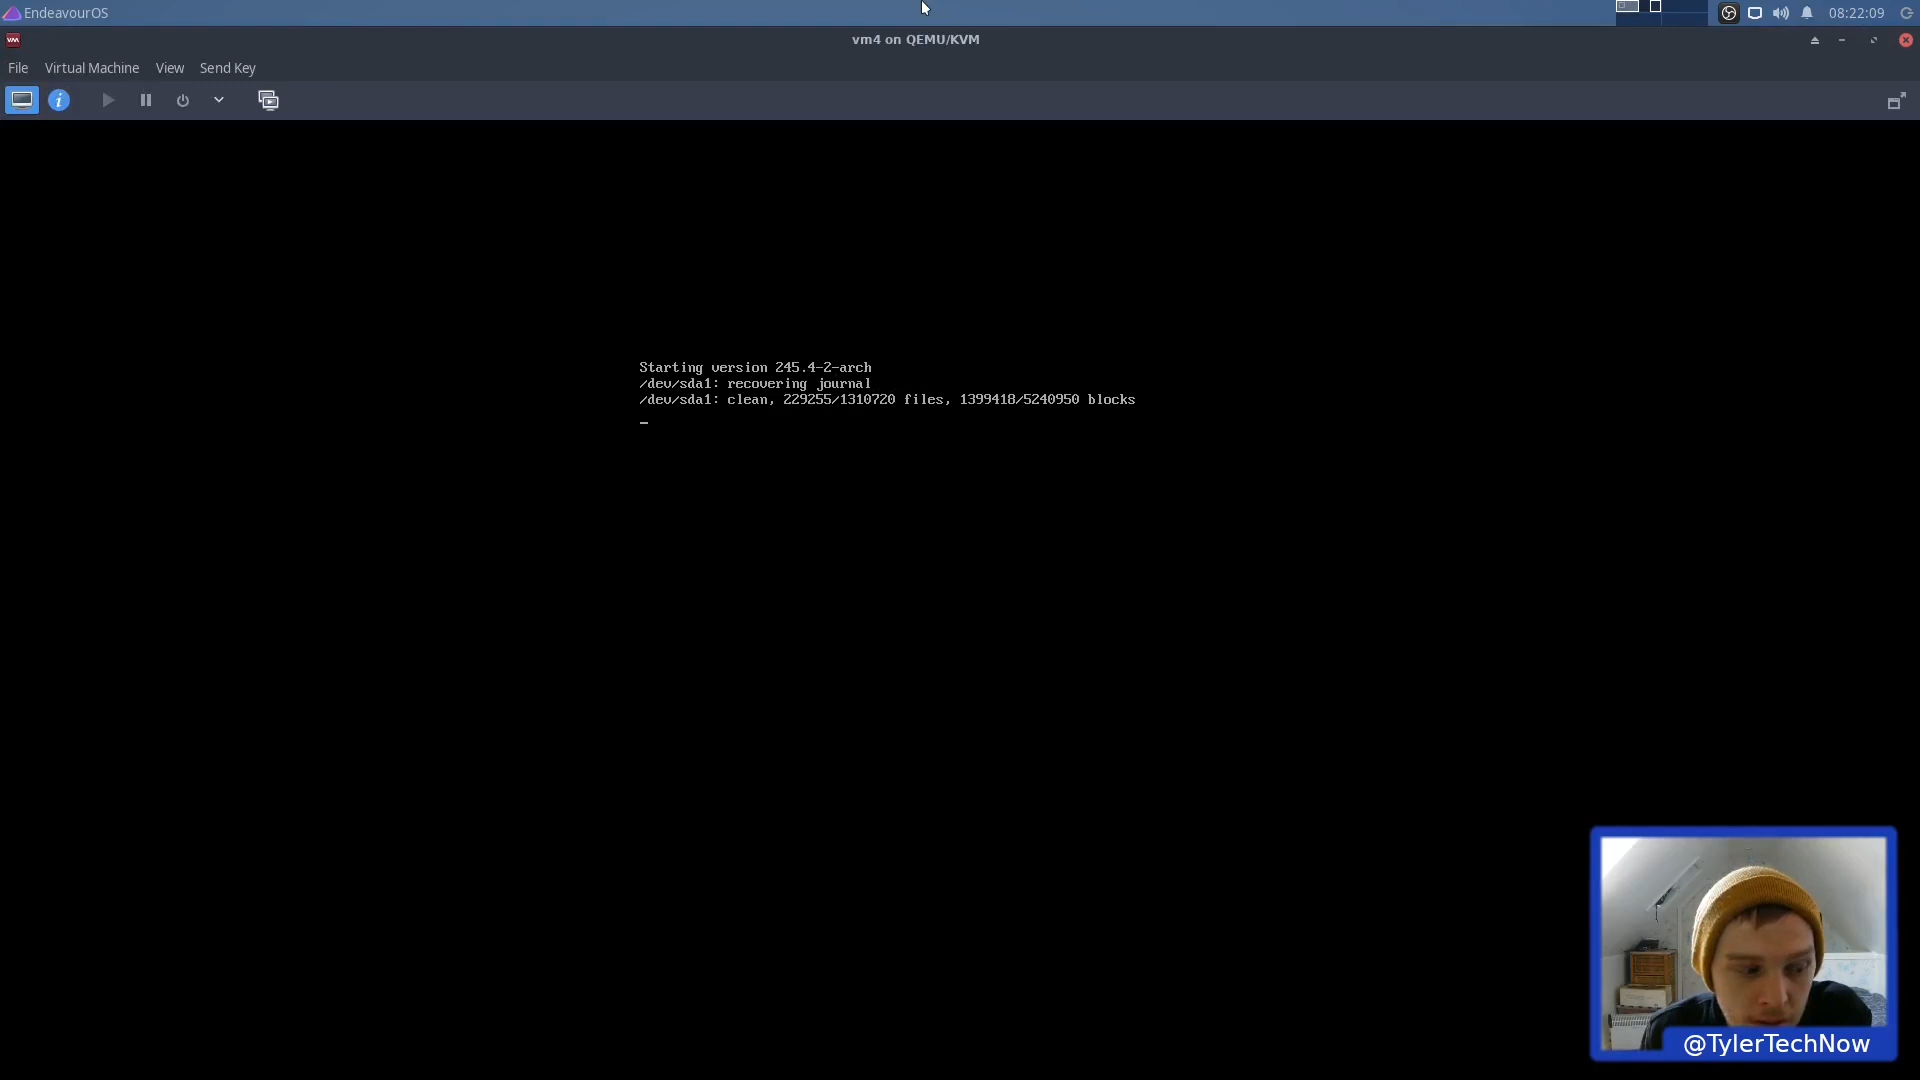 EndeavourOS
08:22:09
vm4 on QEMU/KVM
File Virtual Machine View Send Key
Starting version 245.4-2-arch
/dev/sda1: recovering journal
/dev/sda1: clean, 229255/1310720 files, 1399418/5240950 blocks
@TylerTechNow